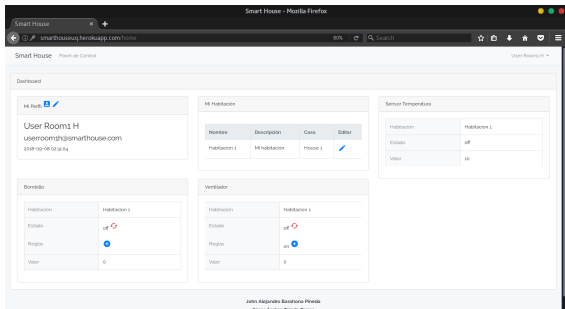 Smart House - Mozilla Firefox
Smart House
smarthouseuq.herokuapp.com/home
80%
Search
Smart House Panel de Control
User Room1 H
Dashboard
Mi Perfil
User Room1 H
userroom1h@smarthouse.com
2018-09-08 02:51:54
Mi Habitación
Nombre Descripción Casa Editar
Habitacion 1 Mi habitación House 1
Sensor Temperatura
Habitacion Habitacion 1
Estado off
Valor 10
Bombillo
Habitacion Habitacion 1
Estado off
Reglas
Valor 0
Ventilador
Habitacion Habitacion 1
Estado off
Reglas on
Valor 0
John Alejandro Barahona Pineda